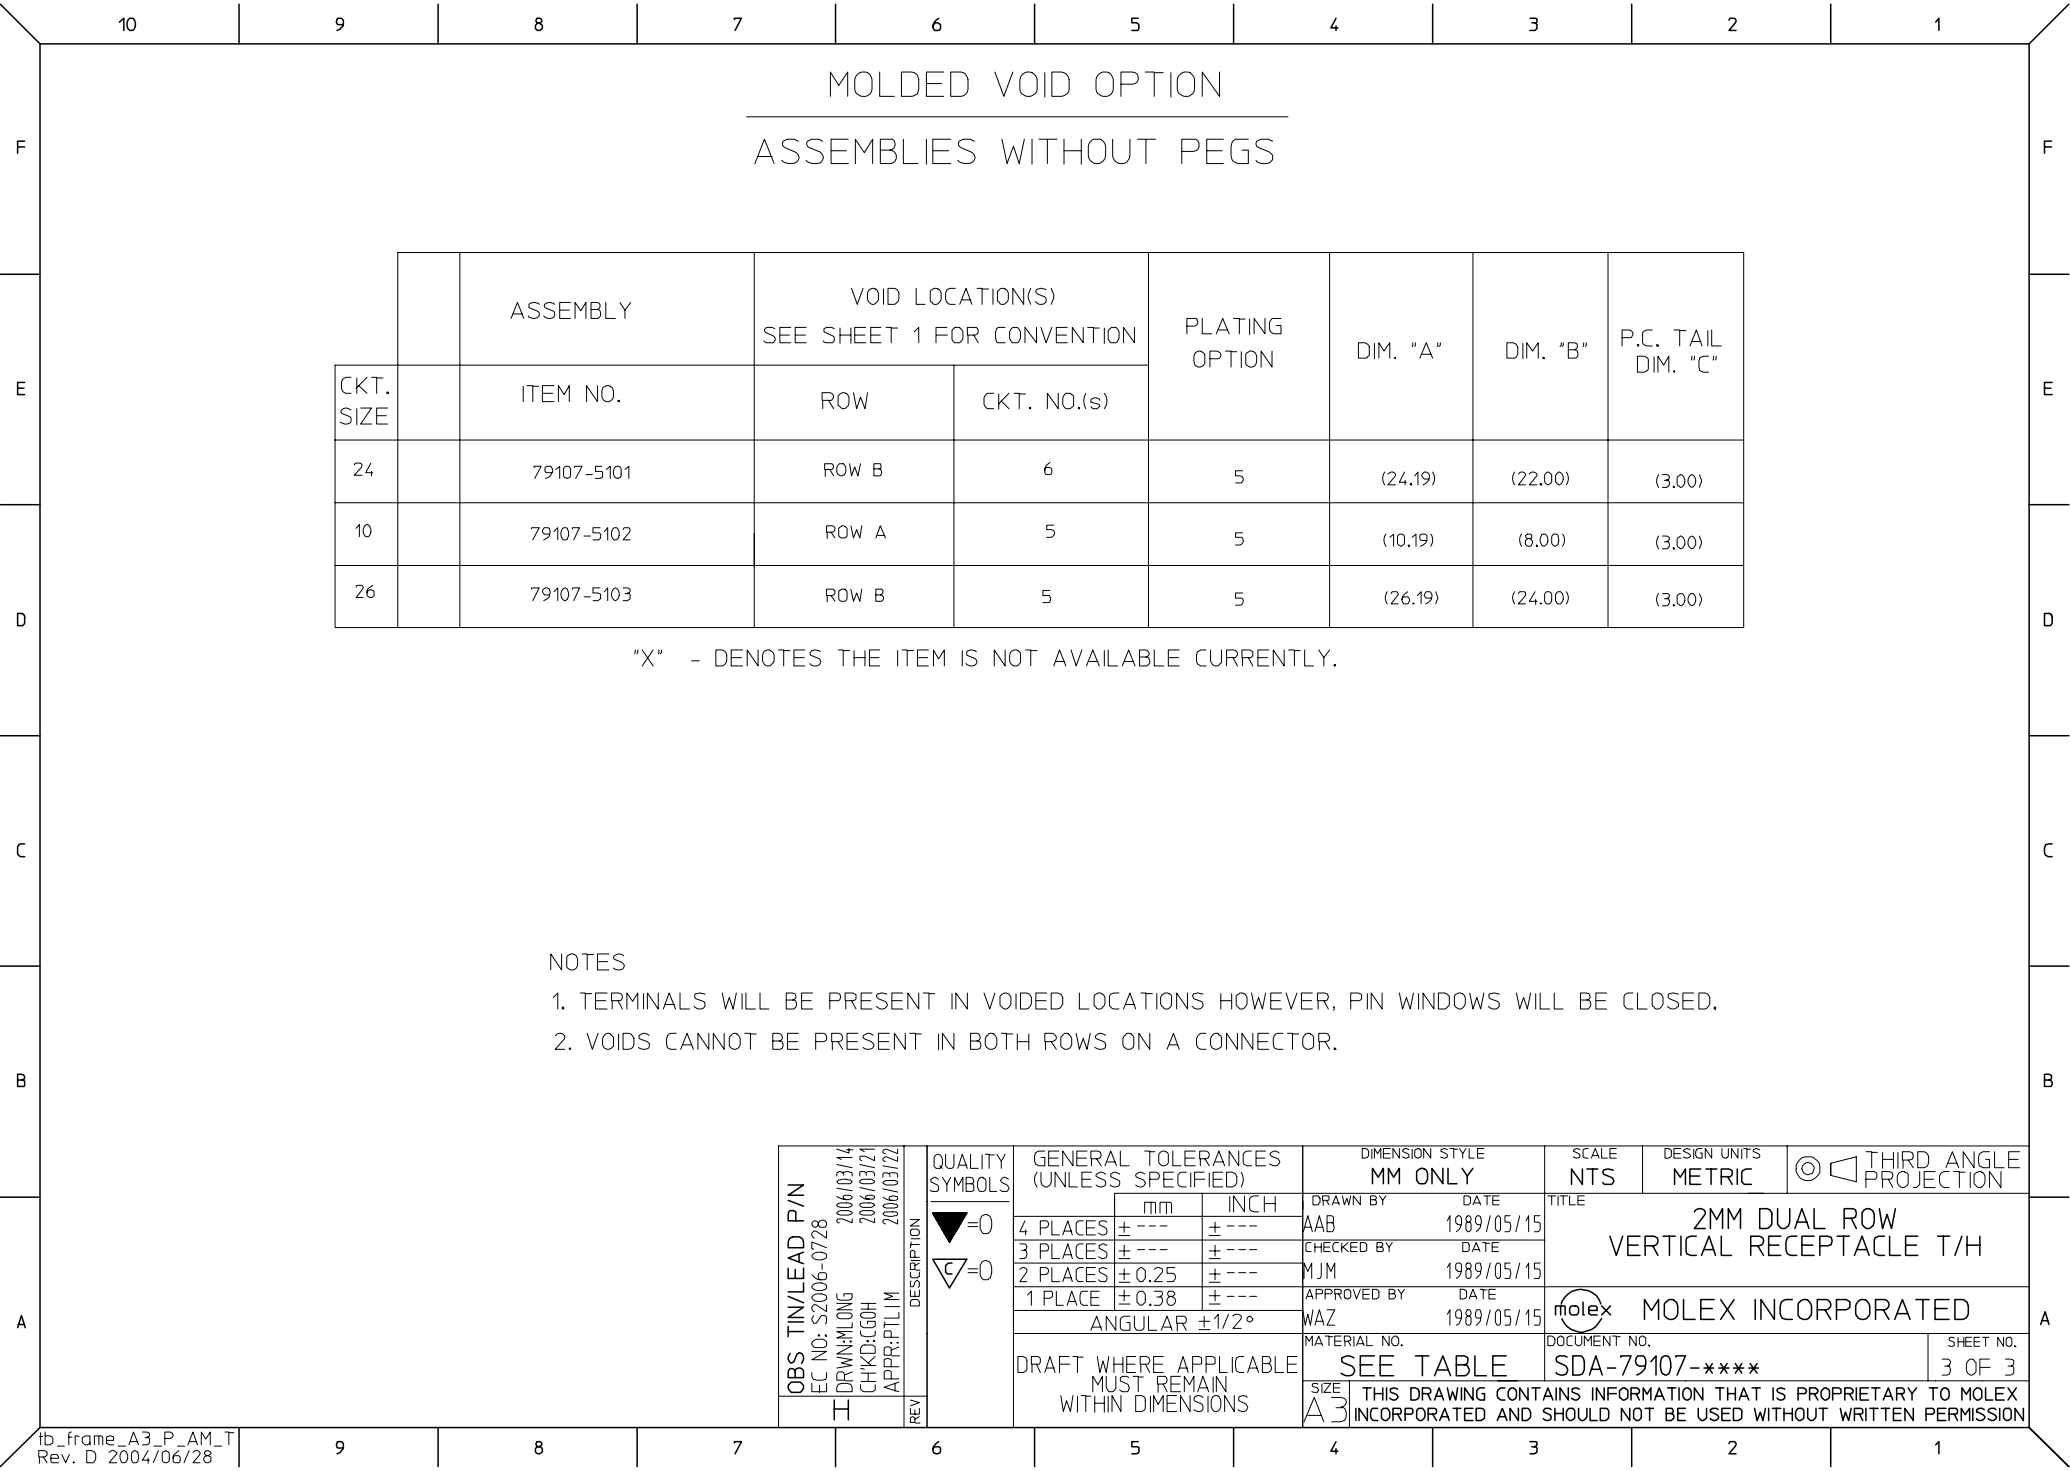 10 9 8 7 6 5 4 3 2 1
MOLDED VOID OPTION
ASSEMBLIES WITHOUT PEGS
F F
E E
D D
C C
B B
A A
ASSEMBLY
VOID LOCATION(S)
SEE SHEET 1 FOR CONVENTION
PLATING
OPTION
DIM. "A"
DIM. "B"
P.C. TAIL
DIM. "C"
CKT.
SIZE
ITEM NO.
ROW
CKT. NO.(s)
24 79107-5101 ROW B 6 5 (24.19) (22.00) (3.00)
10 79107-5102 ROW A 5 5 (10.19) (8.00) (3.00)
26 79107-5103 ROW B 5 5 (26.19) (24.00) (3.00)
"X" - DENOTES THE ITEM IS NOT AVAILABLE CURRENTLY.
NOTES
1. TERMINALS WILL BE PRESENT IN VOIDED LOCATIONS HOWEVER, PIN WINDOWS WILL BE CLOSED.
2. VOIDS CANNOT BE PRESENT IN BOTH ROWS ON A CONNECTOR.
OBS TIN/LEAD P/N
EC NO: S2006-0728
DRWN:MLONG 2006/03/14
CH'KD:CGOH 2006/03/21
APPR:PTLIM 2006/03/22
DESCRIPTION
H
REV
QUALITY
SYMBOLS
=0
C=0
GENERAL TOLERANCES
(UNLESS SPECIFIED)
mm INCH
4 PLACES ± --- ± ---
3 PLACES ± --- ± ---
2 PLACES ± 0.25 ± ---
1 PLACE ± 0.38 ± ---
ANGULAR ±1/2°
DRAFT WHERE APPLICABLE
MUST REMAIN
WITHIN DIMENSIONS
DIMENSION STYLE
MM ONLY
SCALE
NTS
DESIGN UNITS
METRIC
THIRD ANGLE
PROJECTION
DRAWN BY DATE
AAB 1989/05/15
CHECKED BY DATE
MJM 1989/05/15
APPROVED BY DATE
WAZ 1989/05/15
TITLE
2MM DUAL ROW
VERTICAL RECEPTACLE T/H
molex MOLEX INCORPORATED
MATERIAL NO.
SEE TABLE
DOCUMENT NO.
SDA-79107-****
SHEET NO.
3 OF 3
SIZE
A3
THIS DRAWING CONTAINS INFORMATION THAT IS PROPRIETARY TO MOLEX
INCORPORATED AND SHOULD NOT BE USED WITHOUT WRITTEN PERMISSION
tb_frame_A3_P_AM_T
Rev. D 2004/06/28
9 8 7 6 5 4 3 2 1